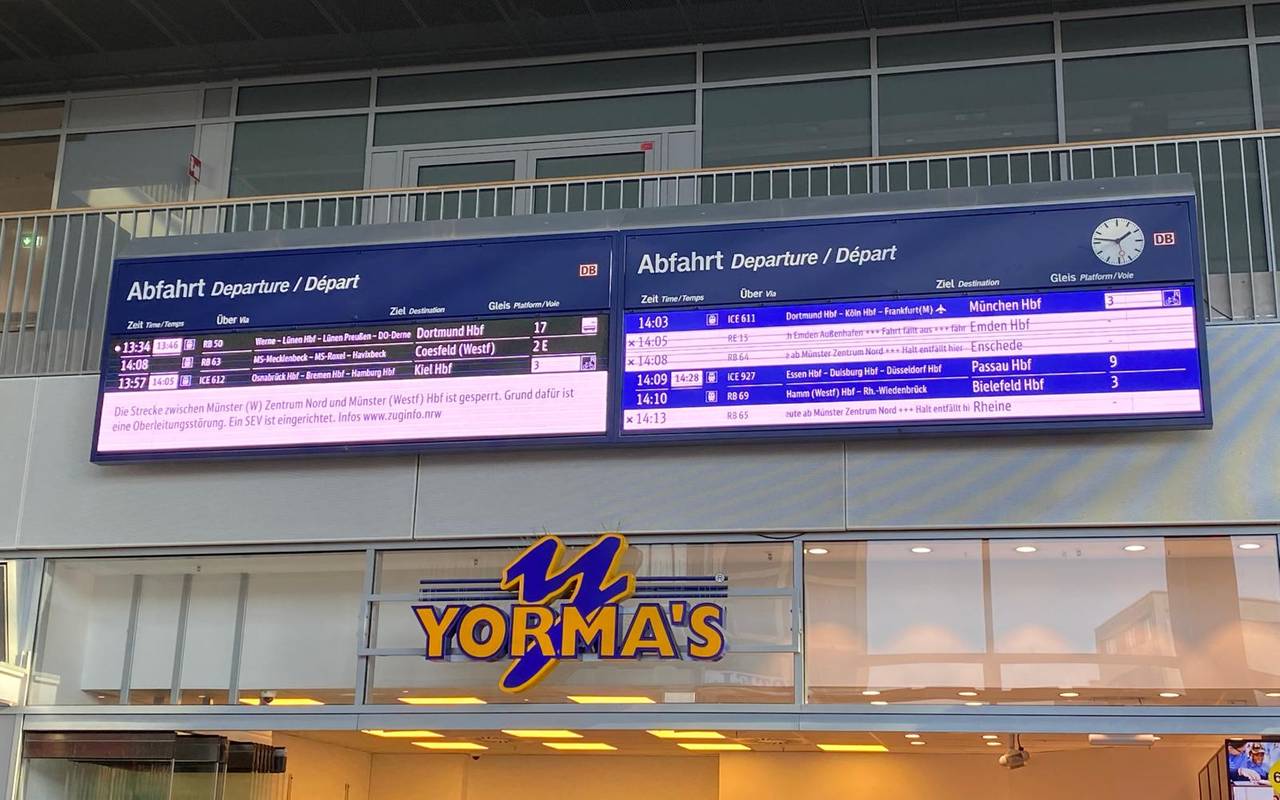 Abfahrt Departure / Départ
DB
Zeit Time/Temps Über Via Ziel Destination Gleis Platform/Voie
13:34 13:46 RB 50 Werne – Lünen Hbf – Lünen Preußen – DO-Derne Dortmund Hbf 17
14:08 RB 63 MS-Mecklenbeck – MS-Roxel – Havixbeck Coesfeld (Westf) 2 E
13:57 14:05 ICE 612 Osnabrück Hbf – Bremen Hbf – Hamburg Hbf Kiel Hbf 3
Die Strecke zwischen Münster (W) Zentrum Nord und Münster (Westf) Hbf ist gesperrt. Grund dafür ist
eine Oberleitungsstörung. Ein SEV ist eingerichtet. Infos www.zuginfo.nrw
Abfahrt Departure / Départ
DB
Zeit Time/Temps Über Via Ziel Destination Gleis Platform/Voie
14:03 ICE 611 Dortmund Hbf – Köln Hbf – Frankfurt(M) München Hbf 3
× 14:05 RE 15 h Emden Außenhafen +++ Fahrt fällt aus +++ fähr Emden Hbf -
× 14:08 RB 64 e ab Münster Zentrum Nord +++ Halt entfällt hier Enschede -
14:09 14:28 ICE 927 Essen Hbf – Duisburg Hbf – Düsseldorf Hbf Passau Hbf 9
14:10 RB 69 Hamm (Westf) Hbf – Rh.-Wiedenbrück Bielefeld Hbf 3
× 14:13 RB 65 eute ab Münster Zentrum Nord +++ Halt entfällt hi Rheine -
YORMA'S ®